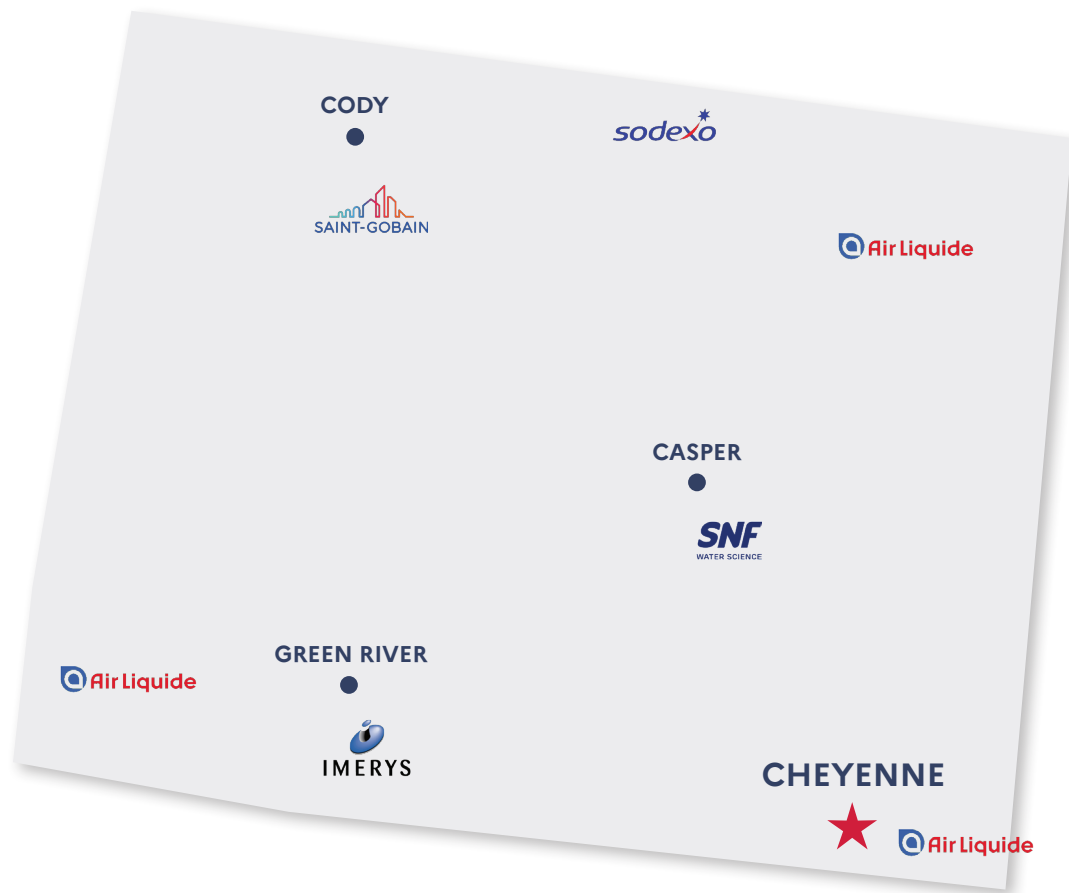 CODY
sodexo
SAINT-GOBAIN
Air Liquide
CASPER
SNF
WATER SCIENCE
GREEN RIVER
Air Liquide
IMERYS
CHEYENNE
Air Liquide